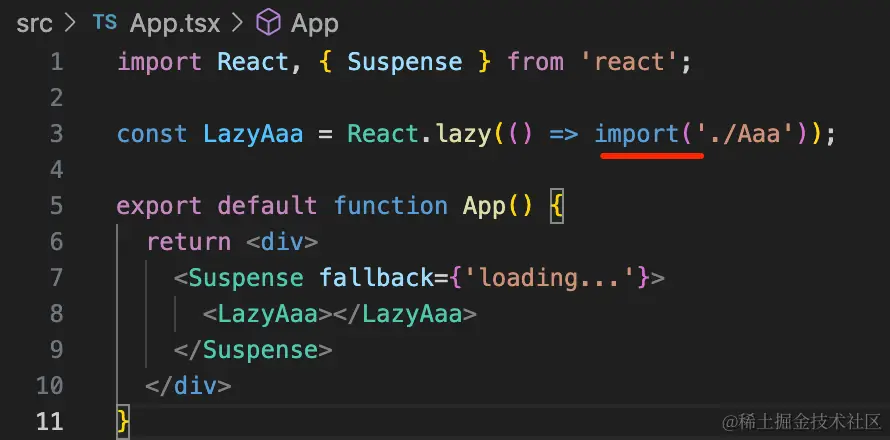 src > TS App.tsx > App
1 import React, { Suspense } from 'react';
2
3 const LazyAaa = React.lazy(() => import('./Aaa'));
4
5 export default function App() {
6   return <div>
7     <Suspense fallback={'loading...'}>
8       <LazyAaa></LazyAaa>
9     </Suspense>
10   </div>
11 }
@稀土掘金技术社区